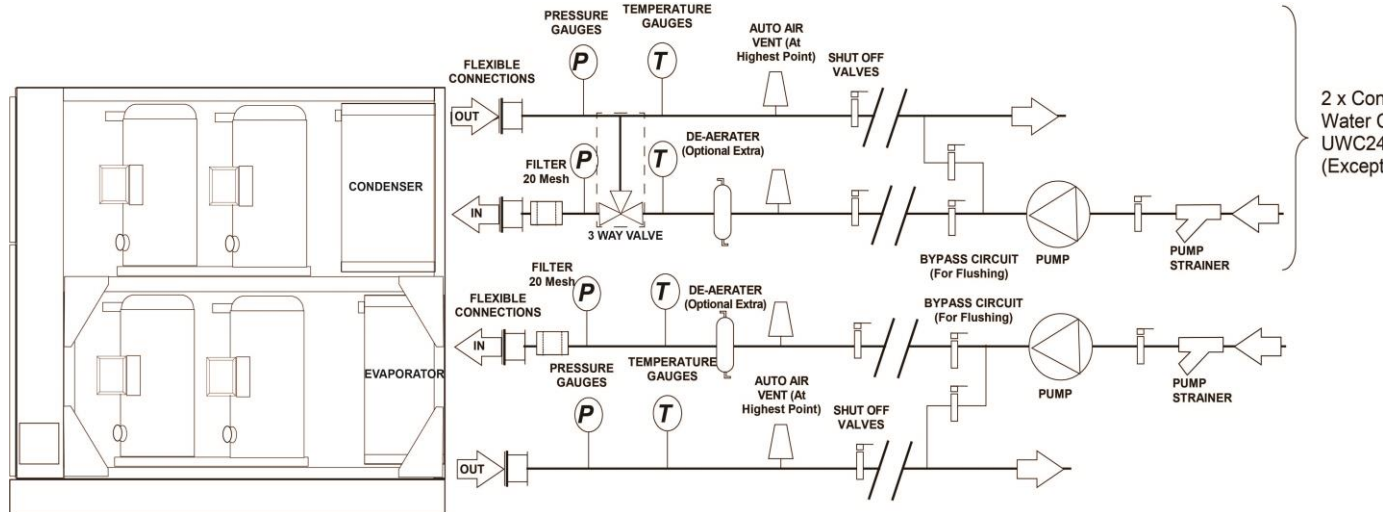 PRESSURE
GAUGES
TEMPERATURE
GAUGES
AUTO AIR
VENT (At
Highest Point)
SHUT OFF
VALVES
FLEXIBLE
CONNECTIONS
P
T
OUT
2 x Con
Water C
UWC24
(Except
CONDENSER
FILTER
20 Mesh
P
T
DE-AERATER
(Optional Extra)
IN
3 WAY VALVE
BYPASS CIRCUIT
(For Flushing)
PUMP
PUMP
STRAINER
FLEXIBLE
CONNECTIONS
FILTER
20 Mesh
P
T
DE-AERATER
(Optional Extra)
BYPASS CIRCUIT
(For Flushing)
IN
EVAPORATOR
PUMP
PUMP
STRAINER
PRESSURE
GAUGES
TEMPERATURE
GAUGES
AUTO AIR
VENT (At
Highest Point)
SHUT OFF
VALVES
P
T
OUT